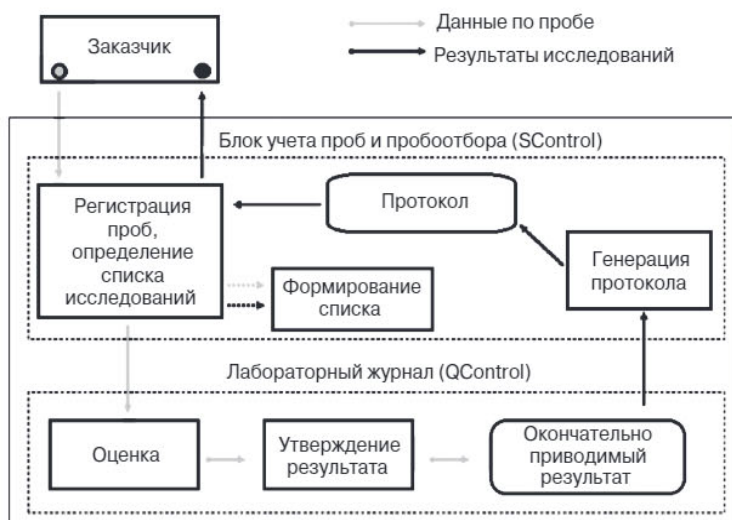 Заказчик
Данные по пробе
Результаты исследований
Блок учета проб и пробоотбора (SControl)
Регистрация
проб,
определение
списка
исследований
Протокол
Генерация
протокола
Формирование
списка
Лабораторный журнал (QControl)
Оценка
Утверждение
результата
Окончательно
приводимый
результат